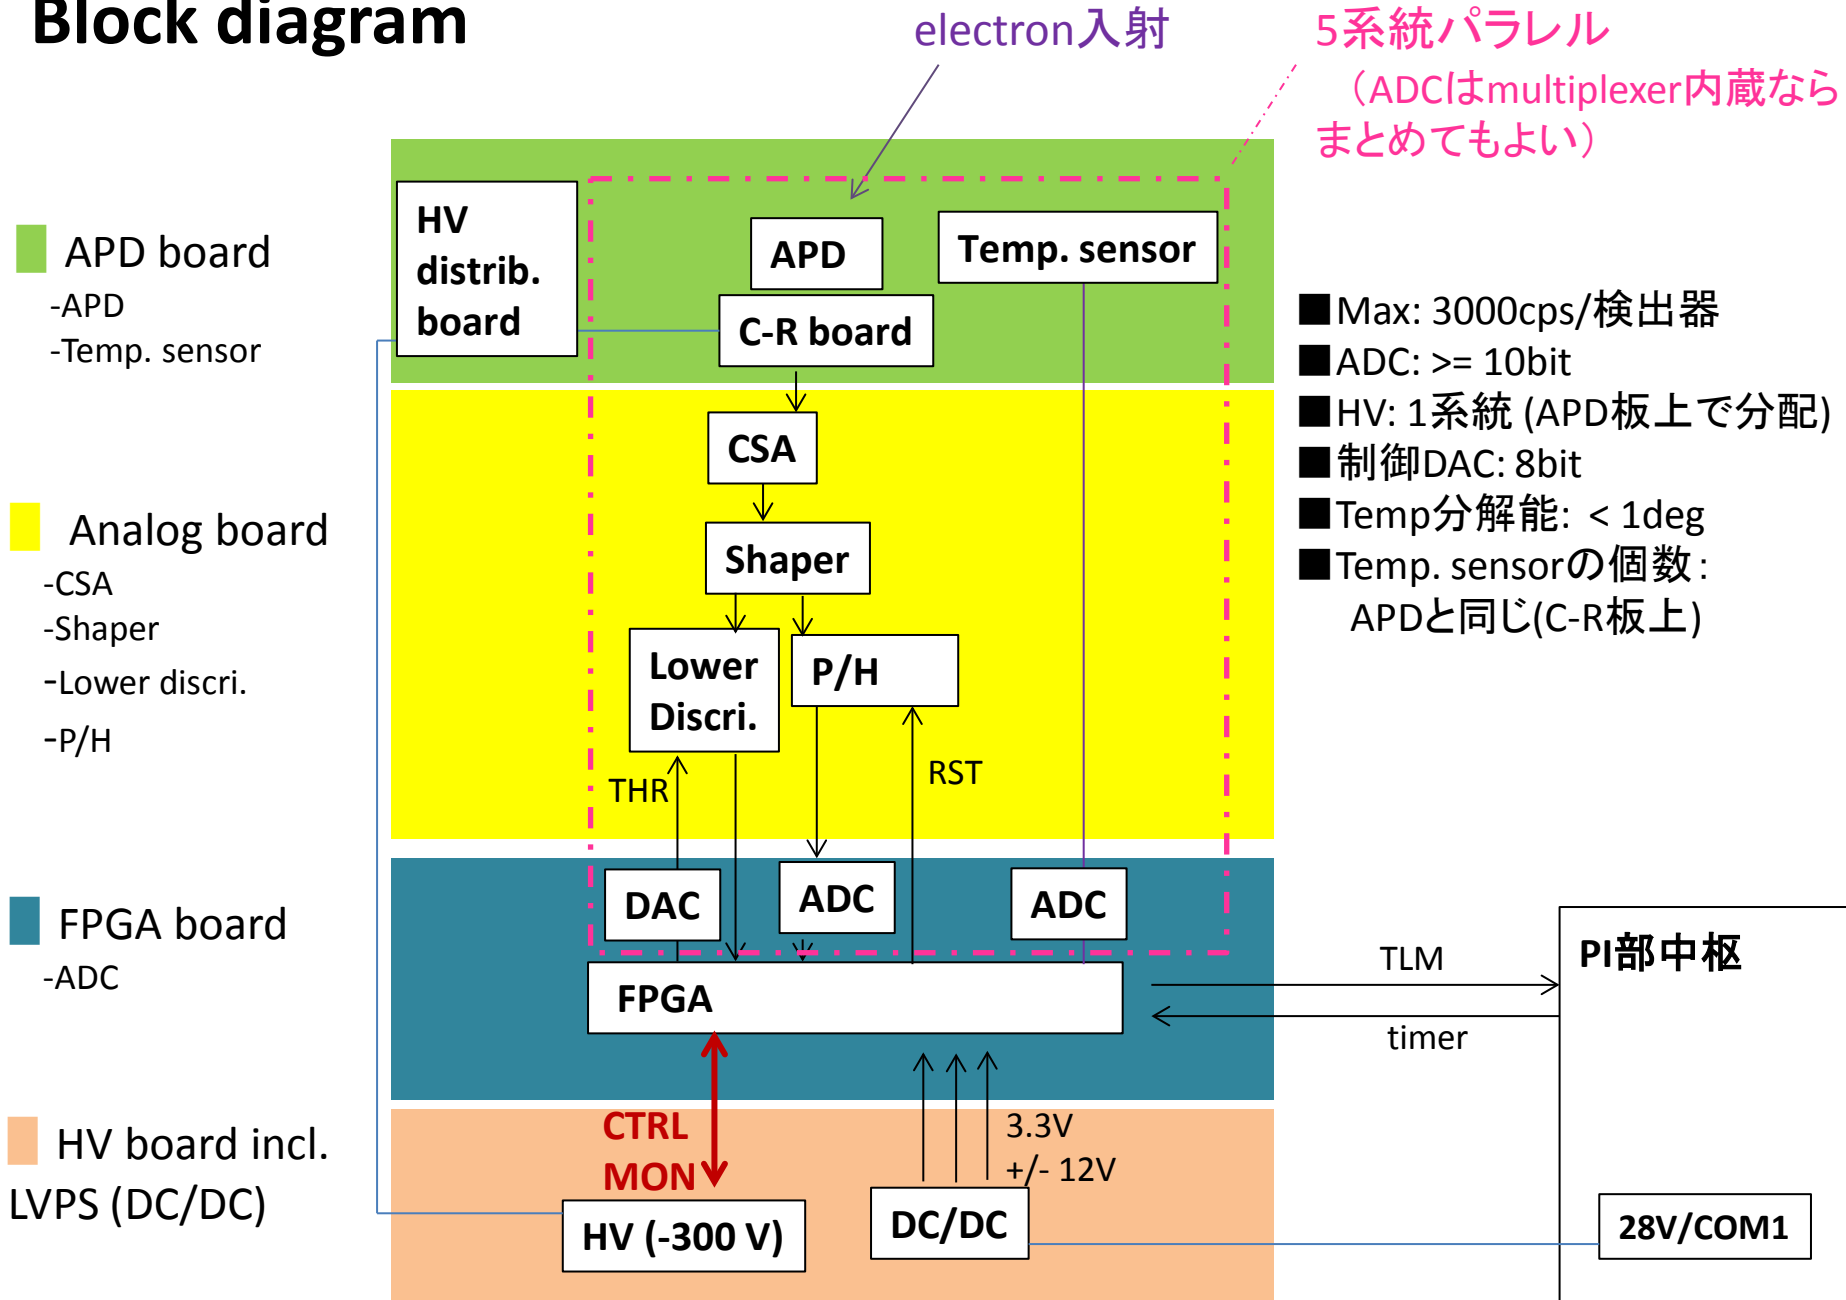 Block diagram
electron入射
5系統パラレル
（ADCはmultiplexer内蔵なら
まとめてもよい）
APD board
-APD
-Temp. sensor
Analog board
-CSA
-Shaper
-Lower discri.
-P/H
FPGA board
-ADC
HV board incl.
LVPS (DC/DC)
HV
distrib.
board
APD
Temp. sensor
C-R board
CSA
Shaper
Lower
Discri.
P/H
THR
RST
DAC
ADC
ADC
FPGA
CTRL
MON
3.3V
+/- 12V
HV (-300 V)
DC/DC
■Max: 3000cps/検出器
■ADC: >= 10bit
■HV: 1系統 (APD板上で分配)
■制御DAC: 8bit
■Temp分解能: < 1deg
■Temp. sensorの個数:
APDと同じ(C-R板上)
TLM
timer
PI部中枢
28V/COM1